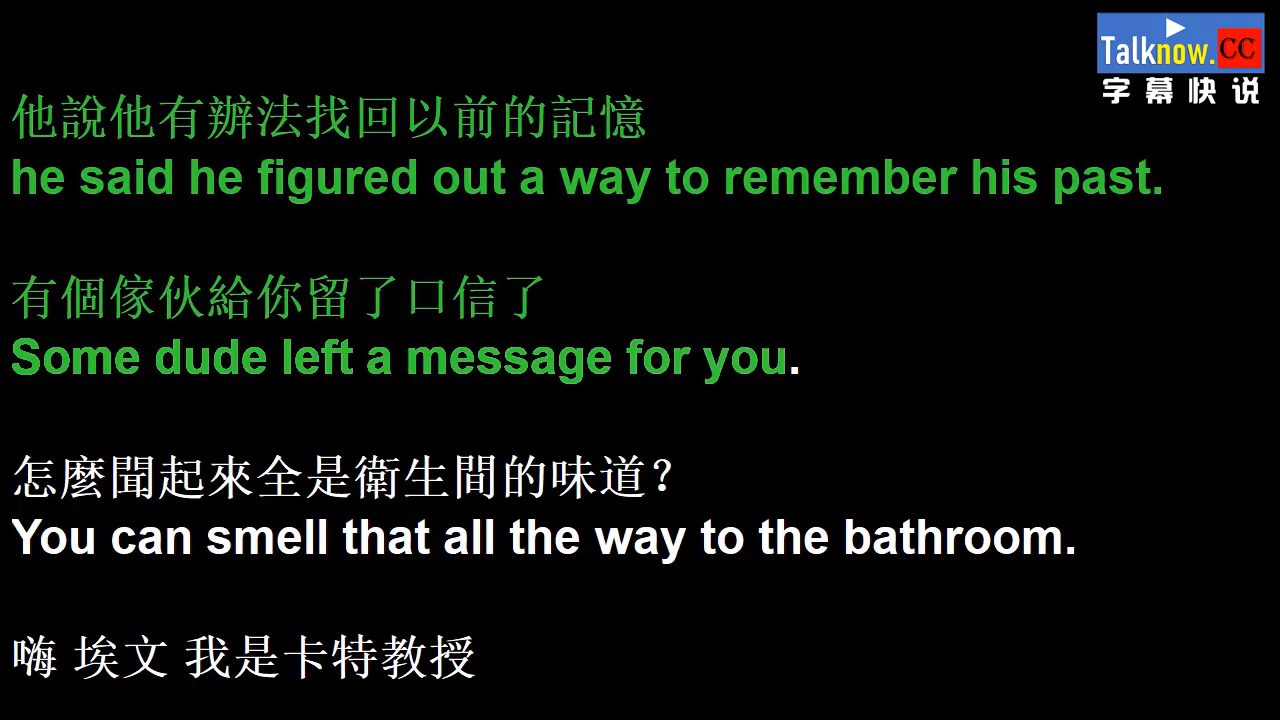 Talknow.CC
字幕快说
他說他有辦法找回以前的記憶
he said he figured out a way to remember his past.
有個傢伙給你留了口信了
Some dude left a message for you.
怎麼聞起來全是衛生間的味道？
You can smell that all the way to the bathroom.
嗨 埃文 我是卡特教授